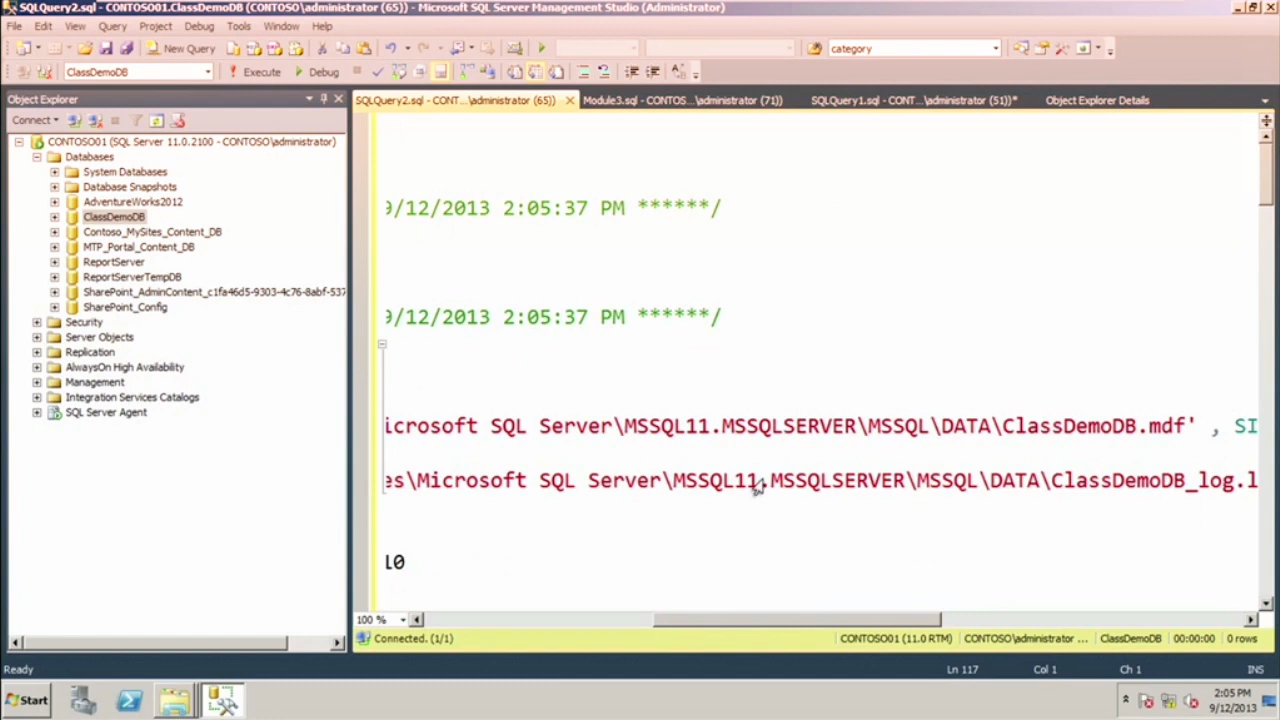 SQLQuery2.sql - CONTOSO01.ClassDemoDB (CONTOSO\administrator (65)) - Microsoft SQL Server Management Studio (Administrator)
File Edit View Query Project Debug Tools Window Help
New Query category
ClassDemoDB Execute Debug
Object Explorer
SQLQuery2.sql - CONT...\administrator (65)) Module3.sql - CONTOS...\administrator (71)) SQLQuery1.sql - CONT...\administrator (51))* Object Explorer Details
Connect
CONTOSO01 (SQL Server 11.0.2100 - CONTOSO\administrator)
Databases
System Databases
Database Snapshots
AdventureWorks2012
ClassDemoDB
Contoso_MySites_Content_DB
MTP_Portal_Content_DB
ReportServer
ReportServerTempDB
SharePoint_AdminContent_c1fa46d5-9303-4c76-8abf-537
SharePoint_Config
Security
Server Objects
Replication
AlwaysOn High Availability
Management
Integration Services Catalogs
SQL Server Agent
9/12/2013 2:05:37 PM ******/
9/12/2013 2:05:37 PM ******/
icrosoft SQL Server\MSSQL11.MSSQLSERVER\MSSQL\DATA\ClassDemoDB.mdf' , SI
es\Microsoft SQL Server\MSSQL11.MSSQLSERVER\MSSQL\DATA\ClassDemoDB_log.l
10
100 %
Connected. (1/1) CONTOSO01 (11.0 RTM) CONTOSO\administrator ... ClassDemoDB 00:00:00 0 rows
Ready Ln 117 Col 1 Ch 1 INS
Start 2:05 PM
9/12/2013